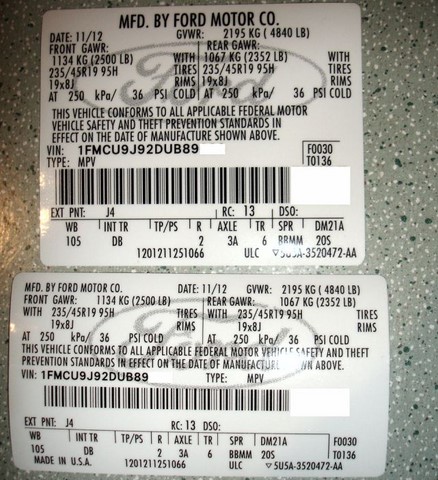 MFD. BY FORD MOTOR CO.
DATE: 11/12 GVWR: 2195 KG ( 4840 LB)
FRONT GAWR: REAR GAWR:
1134 KG (2500 LB) WITH 1067 KG (2352 LB) WITH
235/45R19 95H TIRES 235/45R19 95H TIRES
19x8J RIMS 19x8J RIMS
AT 250 kPa/ 36 PSI COLD AT 250 kPa/ 36 PSI COLD
THIS VEHICLE CONFORMS TO ALL APPLICABLE FEDERAL MOTOR
VEHICLE SAFETY AND THEFT PREVENTION STANDARDS IN
EFFECT ON THE DATE OF MANUFACTURE SHOWN ABOVE.
VIN: 1FMCU9J92DUB89 F0030
TYPE: MPV T0136
EXT PNT: J4 RC: 13 DSO:
WB INT TR TP/PS R AXLE TR SPR DM21A
105 DB 2 3A 6 BBMM 20S
1201211251066 ULC ▽5U5A-3520472-AA
Ford
MFD. BY FORD MOTOR CO. DATE: 11/12 GVWR: 2195 KG ( 4840 LB)
FRONT GAWR: 1134 KG (2500 LB) REAR GAWR: 1067 KG (2352 LB)
WITH 235/45R19 95H TIRES WITH 235/45R19 95H TIRES
19x8J RIMS 19x8J RIMS
AT 250 kPa/ 36 PSI COLD AT 250 kPa/ 36 PSI COLD
THIS VEHICLE CONFORMS TO ALL APPLICABLE FEDERAL MOTOR VEHICLE SAFETY AND THEFT
PREVENTION STANDARDS IN EFFECT ON THE DATE OF MANUFACTURE SHOWN ABOVE.
VIN: 1FMCU9J92DUB89 TYPE: MPV
EXT PNT: J4 RC: 13 DSO:
WB INT TR TP/PS R AXLE TR SPR DM21A F0030
105 DB 2 3A 6 BBMM 20S T0136
MADE IN U.S.A. 1201211251066 ULC ▽5U5A-3520472-AA
Ford